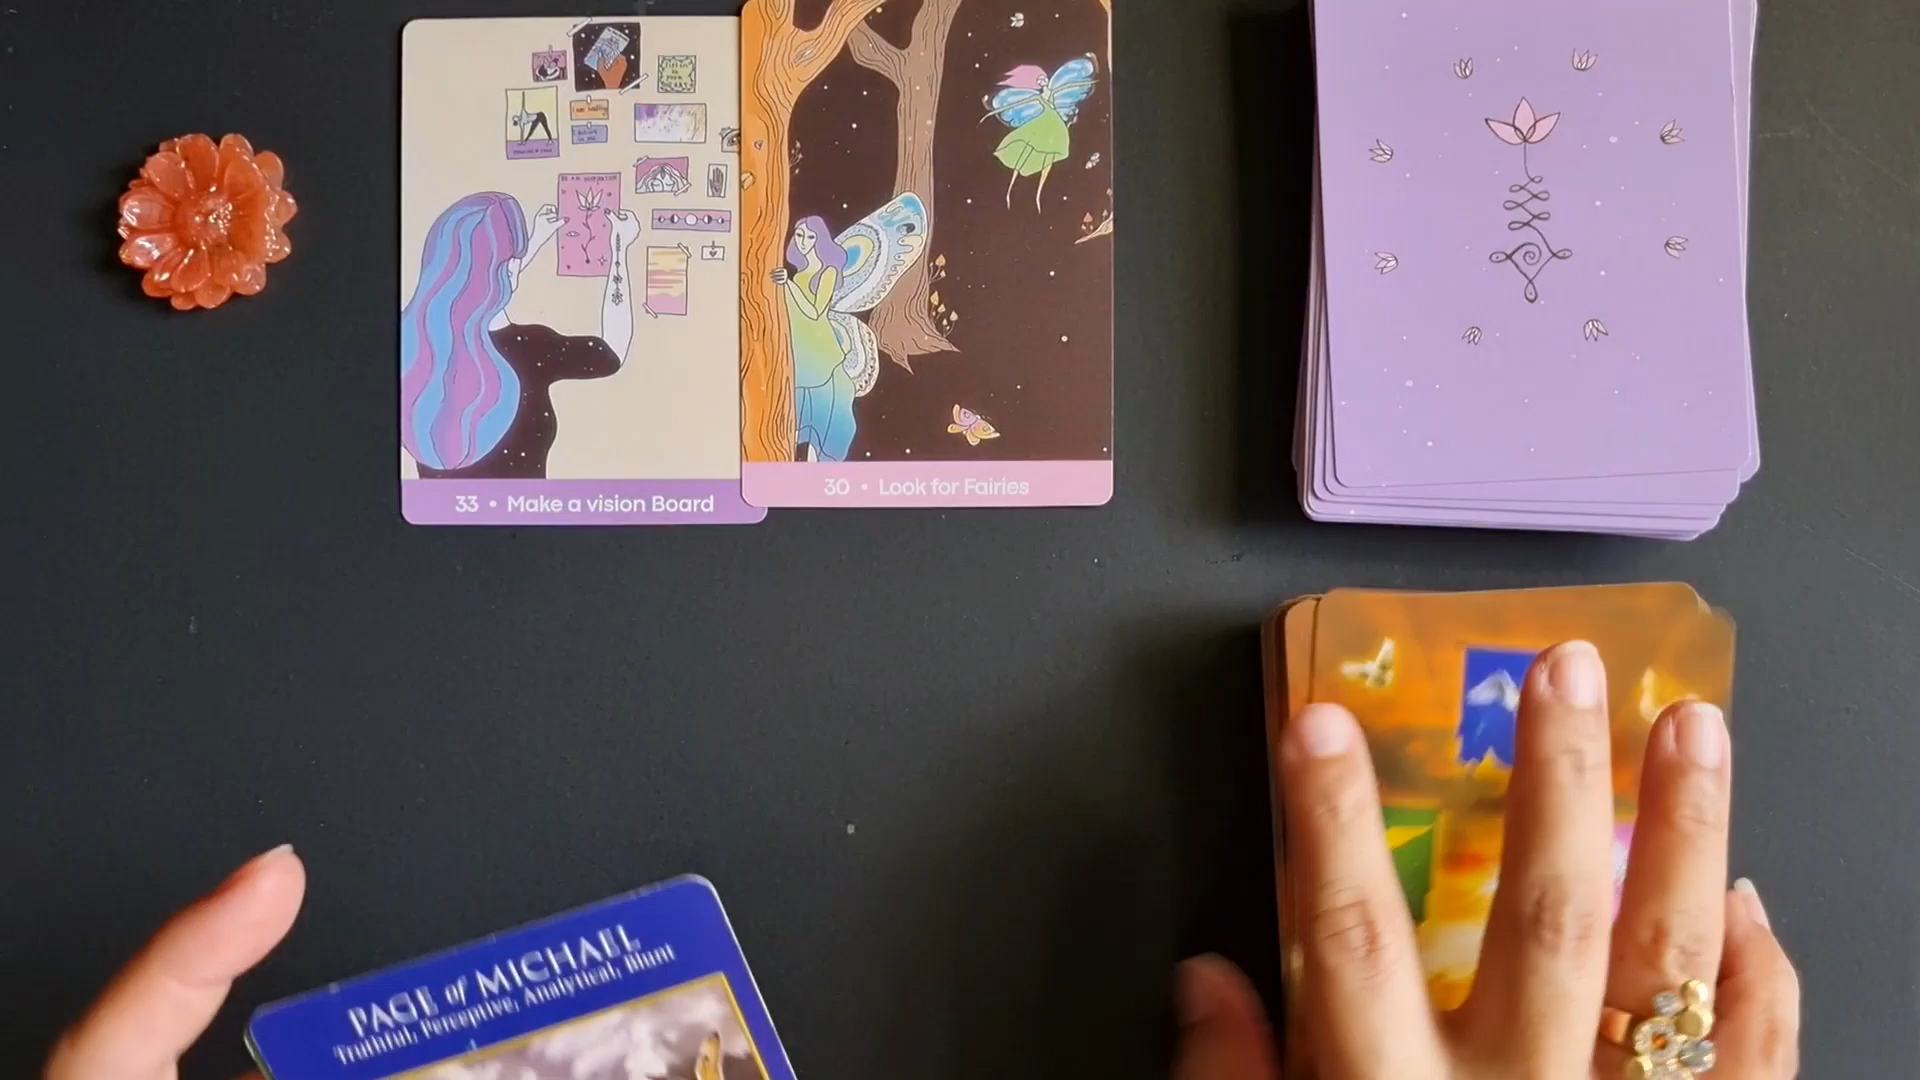 33 • Make a vision Board
30 • Look for Fairies
PAGE of MICHAEL
Truthful, Perceptive, Analytical, Blunt